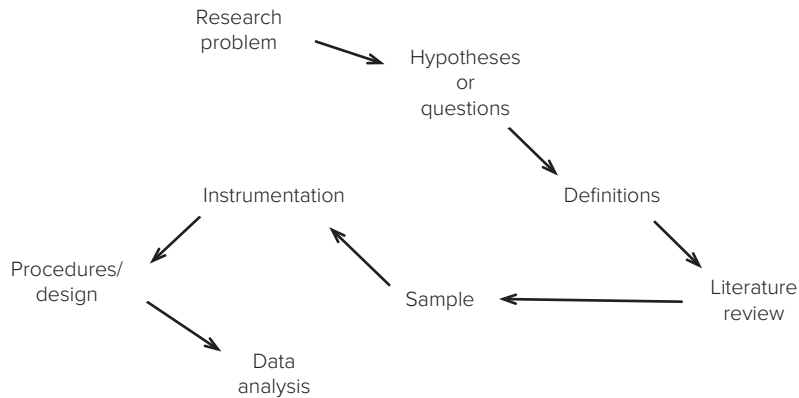 Research
problem
Hypotheses
or
questions
Definitions
Literature
review
Sample
Instrumentation
Procedures/
design
Data
analysis